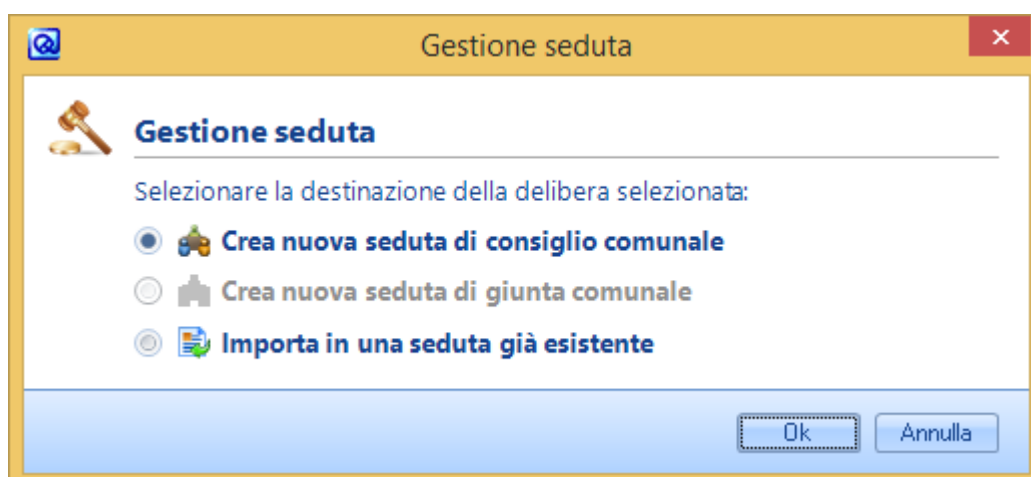 Gestione seduta
Gestione seduta
Selezionare la destinazione della delibera selezionata:
Crea nuova seduta di consiglio comunale
Crea nuova seduta di giunta comunale
Importa in una seduta già esistente
Ok Annulla